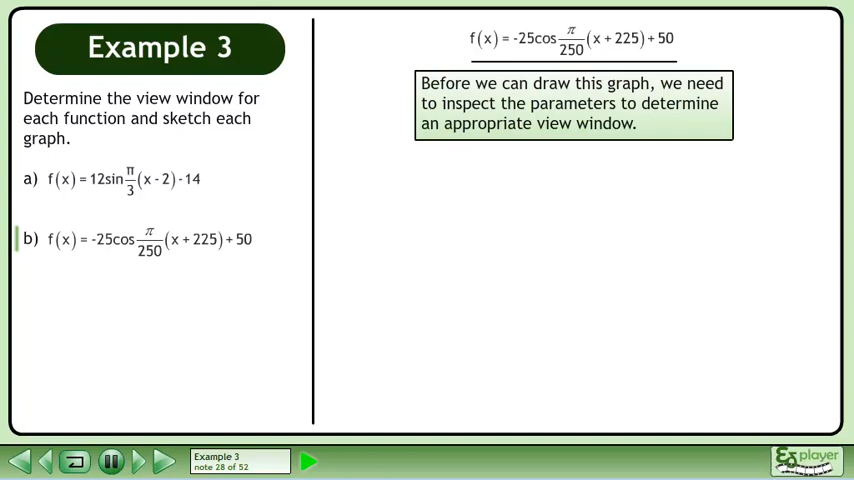 Example 3
Determine the view window for
each function and sketch each
graph.
a) f(x) = 12sin π/3 (x - 2) - 14
b) f(x) = -25cos π/250 (x + 225) + 50
f(x) = -25cos π/250 (x + 225) + 50
Before we can draw this graph, we need
to inspect the parameters to determine
an appropriate view window.
Example 3
note 28 of 52
player